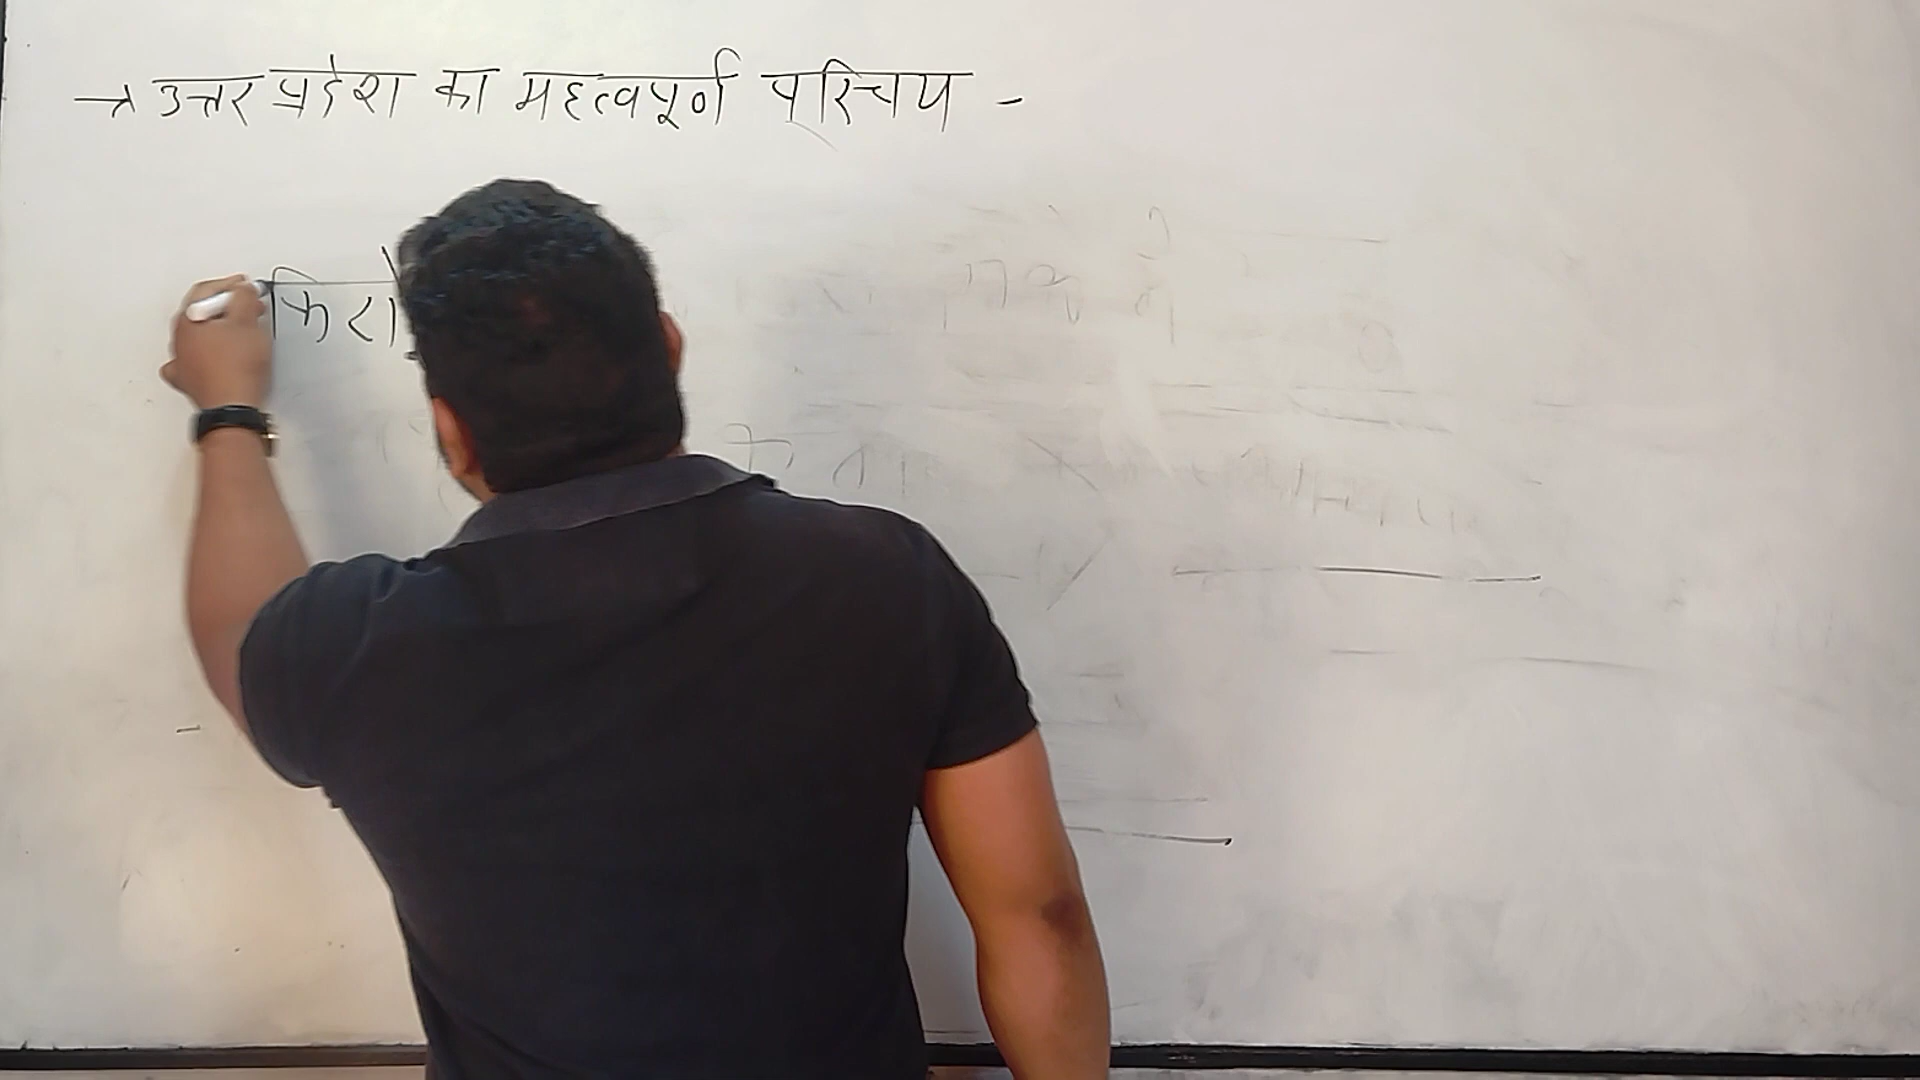 → उत्तर प्रदेश का महत्वपूर्ण परिचय -